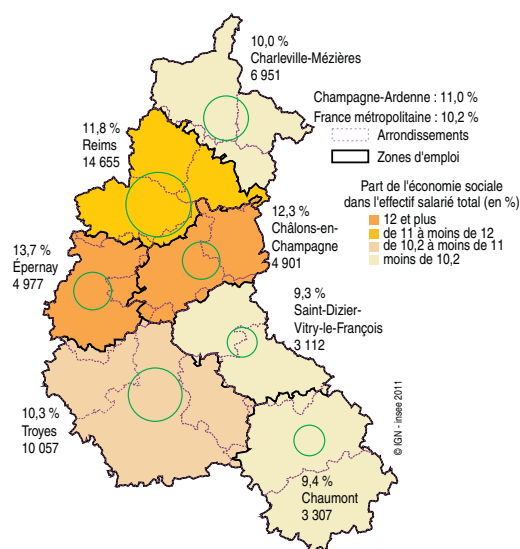 10,0 %
Charleville-Mézières
6 951
Champagne-Ardenne : 11,0 %
France métropolitaine : 10,2 %
Arrondissements
Zones d'emploi
Part de l'économie sociale
dans l'effectif salarié total (en %)
12 et plus
de 11 à moins de 12
de 10,2 à moins de 11
moins de 10,2
11,8 %
Reims
14 655
12,3 %
Châlons-en-
Champagne
4 901
13,7 %
Épernay
4 977
9,3 %
Saint-Dizier-
Vitry-le-François
3 112
10,3 %
Troyes
10 057
9,4 %
Chaumont
3 307
© IGN - insee 2011